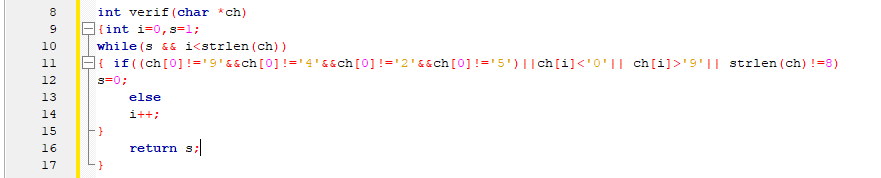 8 int verif(char *ch)
9 {int i=0,s=1;
10 while(s && i<strlen(ch))
11 { if((ch[0]!='9'&&ch[0]!='4'&&ch[0]!='2'&&ch[0]!='5')||ch[i]<'0'|| ch[i]>'9'|| strlen(ch)!=8)
12 s=0;
13 else
14 i++;
15 }
16 return s;
17 }